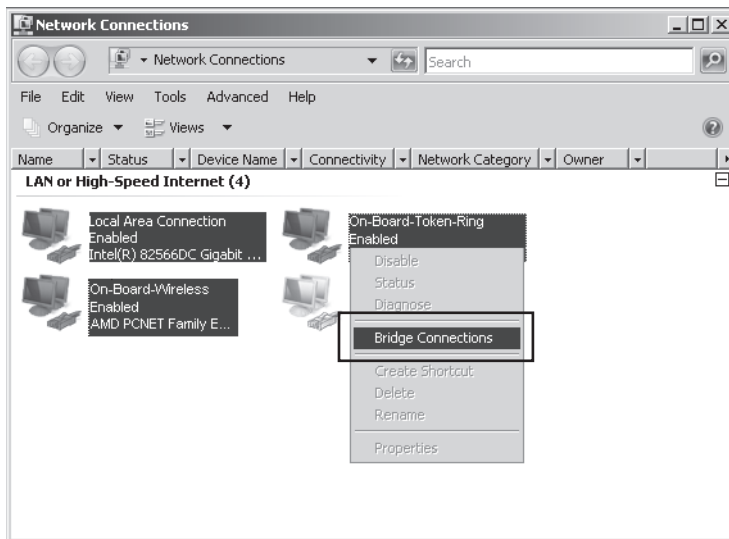 Network Connections
Network Connections
Search
File Edit View Tools Advanced Help
Organize Views
Name Status Device Name Connectivity Network Category Owner
LAN or High-Speed Internet (4)
Local Area Connection
Enabled
Intel(R) 82566DC Gigabit ...
On-Board-Token-Ring
Enabled
On-Board-Wireless
Enabled
AMD PCNET Family E...
Disable
Status
Diagnose
Bridge Connections
Create Shortcut
Delete
Rename
Properties